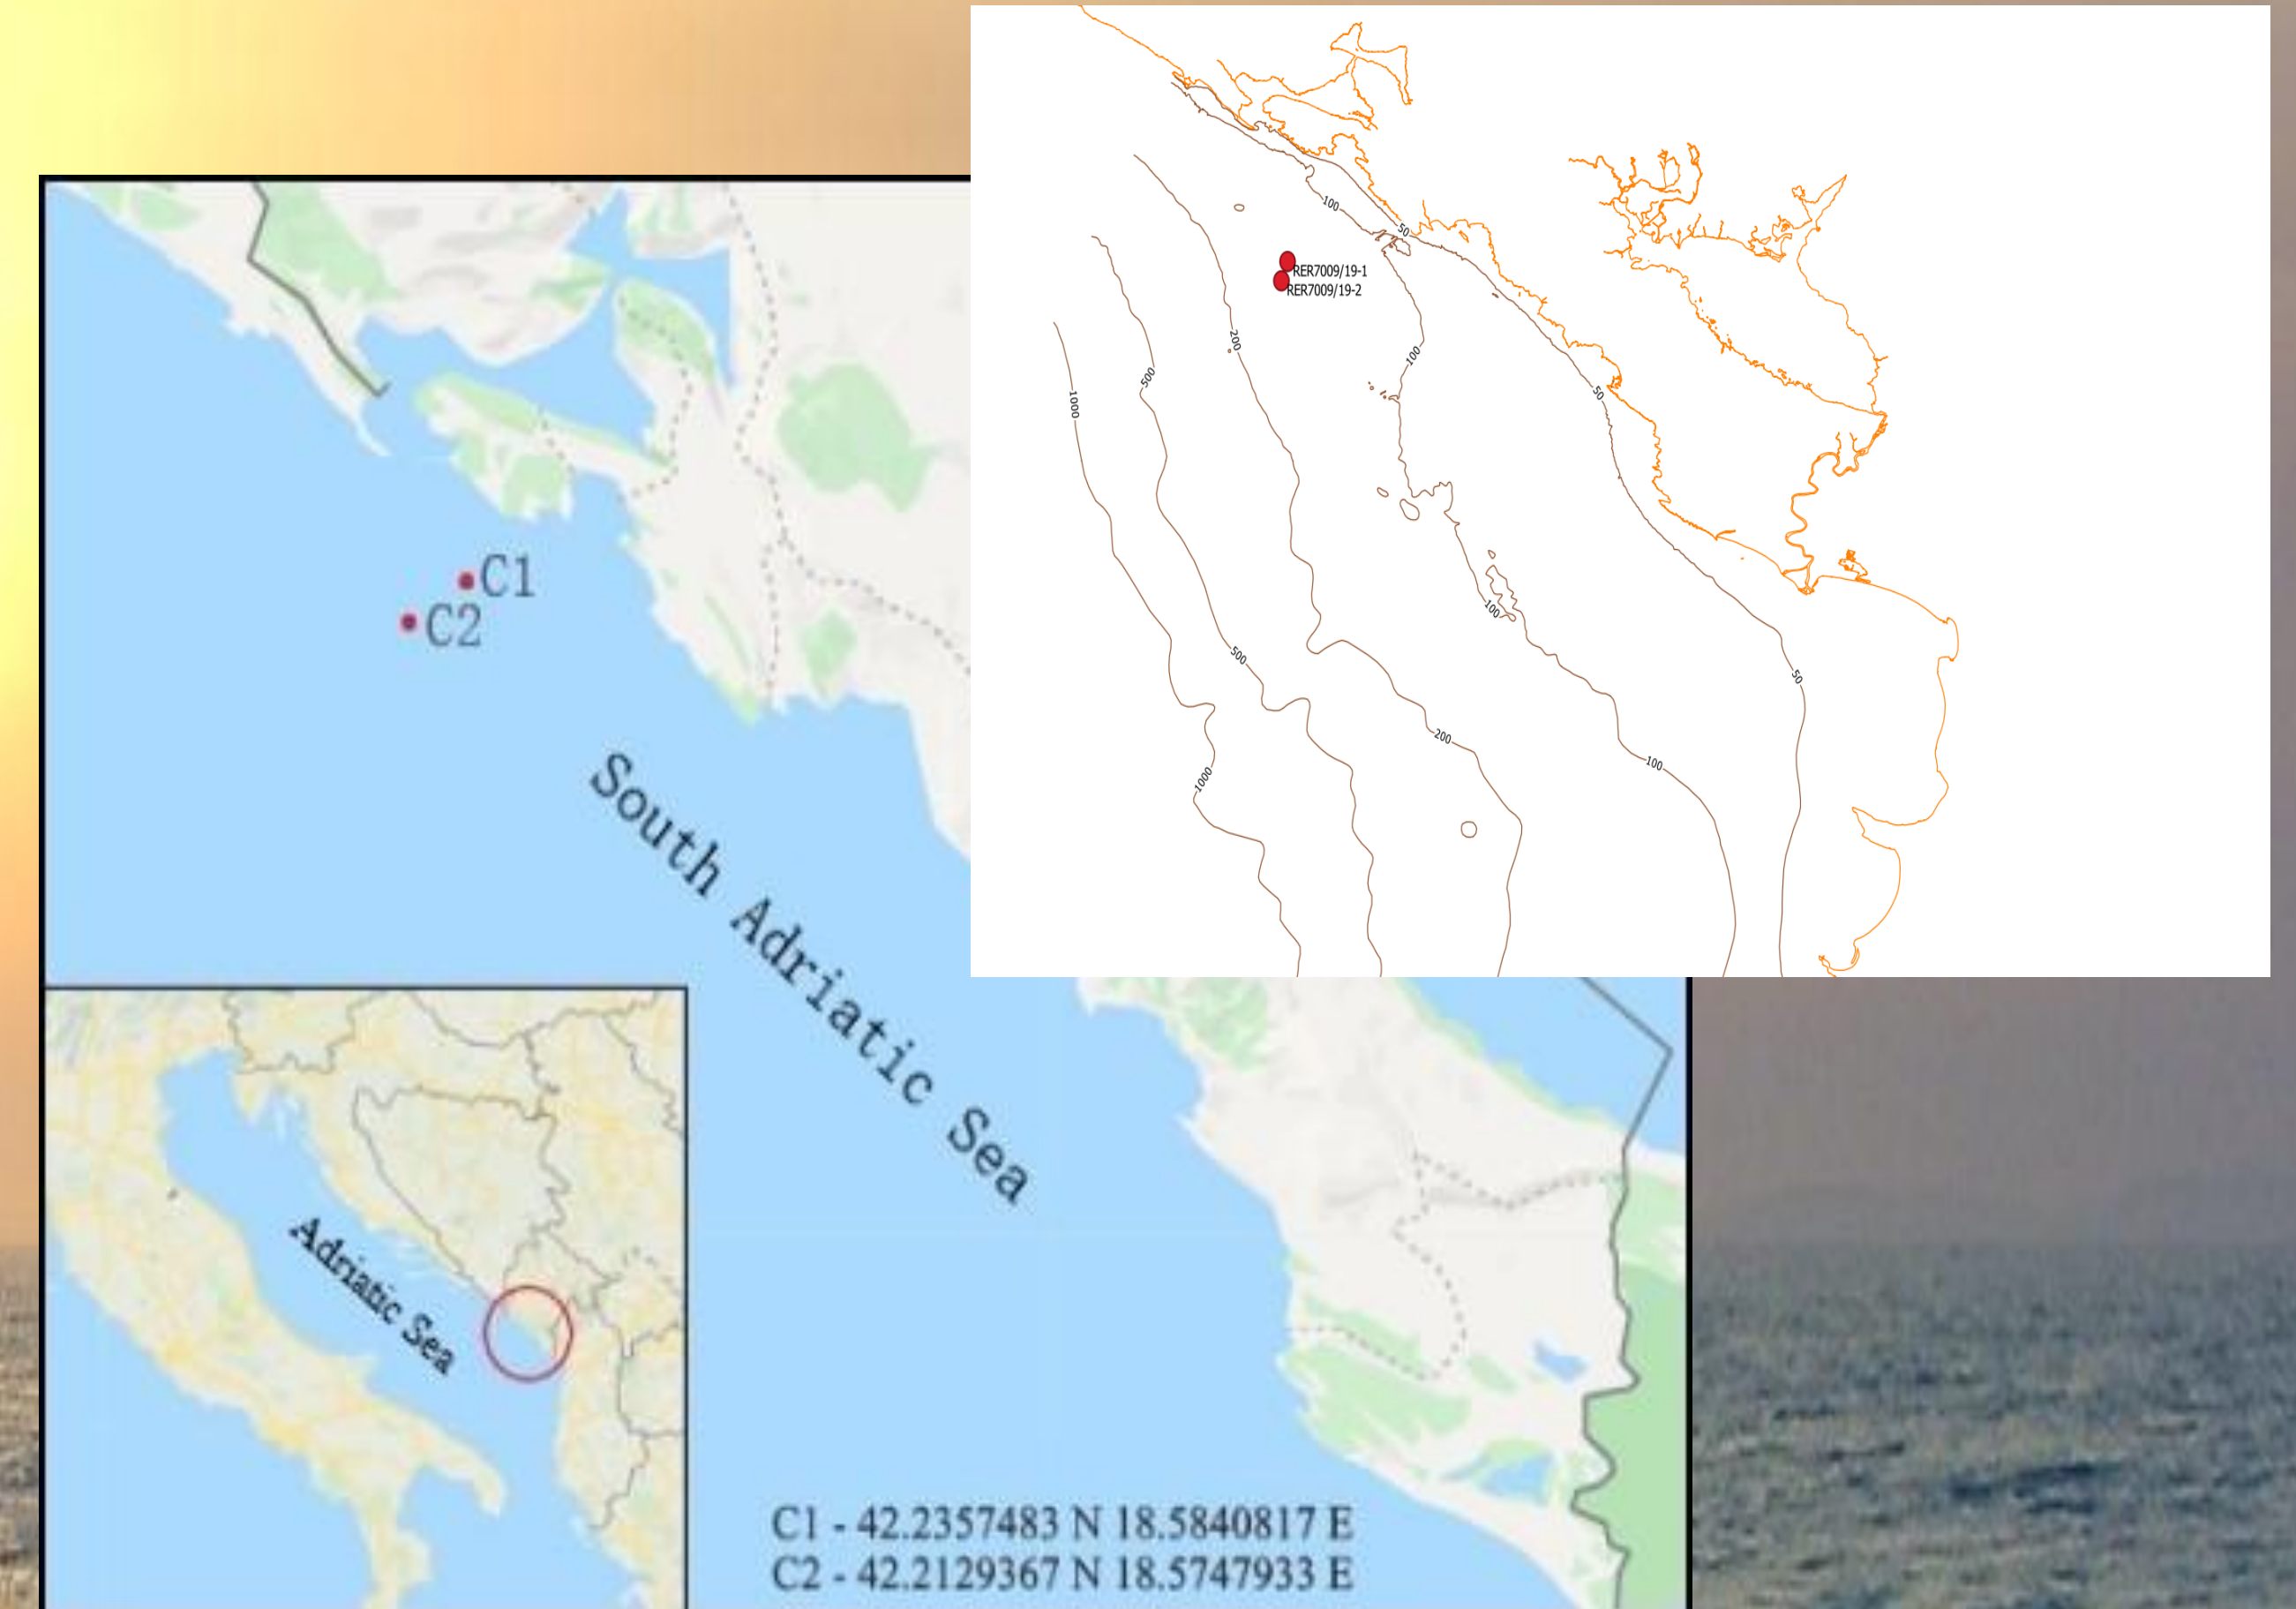 100
50
RER7009/19-1
RER7009/19-2
200
100
500
1000
50
100
500
50
200
100
1000
C1
C2
South Adriatic Sea
Adriatic Sea
C1 - 42.2357483 N 18.5840817 E
C2 - 42.2129367 N 18.5747933 E